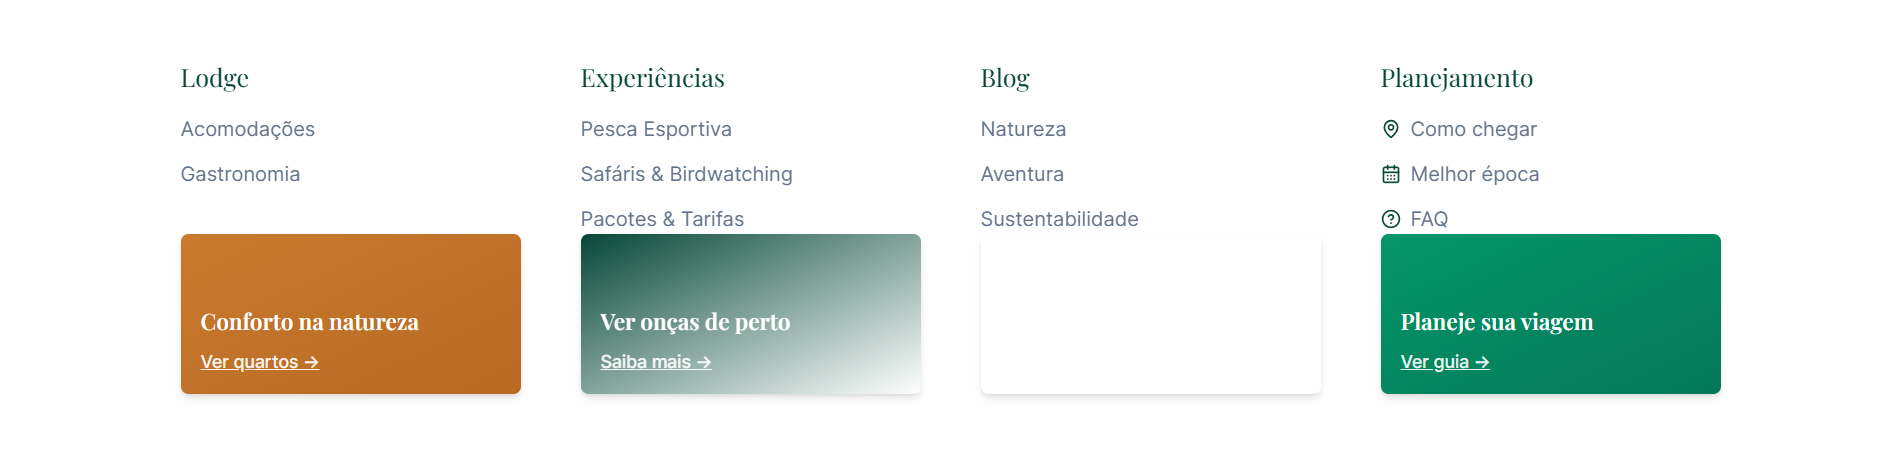 Lodge
Acomodações
Gastronomia
Conforto na natureza
Ver quartos →
Experiências
Pesca Esportiva
Safáris & Birdwatching
Pacotes & Tarifas
Ver onças de perto
Saiba mais →
Blog
Natureza
Aventura
Sustentabilidade
Planejamento
Como chegar
Melhor época
FAQ
Planeje sua viagem
Ver guia →